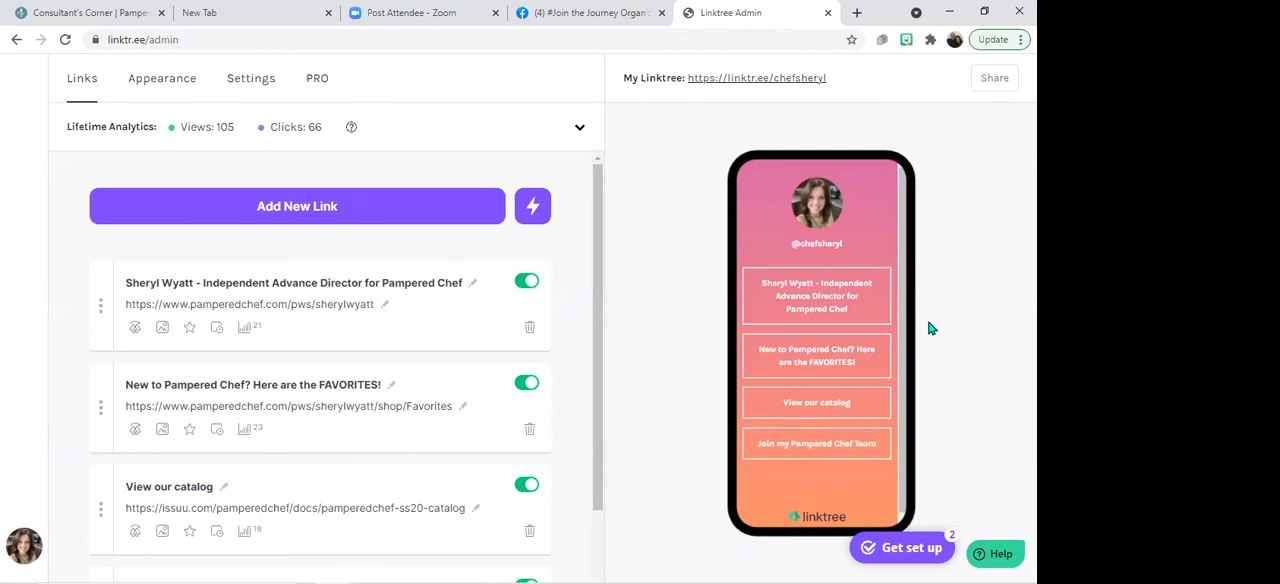 Consultant's Corner | Pampe
New Tab
Post Attendee - Zoom
(4) #Join the Journey Organ
Linktree Admin
linktr.ee/admin
Update
Links
Appearance
Settings
PRO
My Linktree: https://linktr.ee/chefsheryl
Share
Lifetime Analytics:
Views: 105
Clicks: 66
Add New Link
Sheryl Wyatt - Independent Advance Director for Pampered Chef
https://www.pamperedchef.com/pws/sherylwyatt
21
New to Pampered Chef? Here are the FAVORITES!
https://www.pamperedchef.com/pws/sherylwyatt/shop/Favorites
23
View our catalog
https://issuu.com/pamperedchef/docs/pamperedchef-ss20-catalog
18
@chefsheryl
Sheryl Wyatt - Independent
Advance Director for
Pampered Chef
New to Pampered Chef? Here
are the FAVORITES!
View our catalog
Join my Pampered Chef Team
linktree
Get set up
2
Help